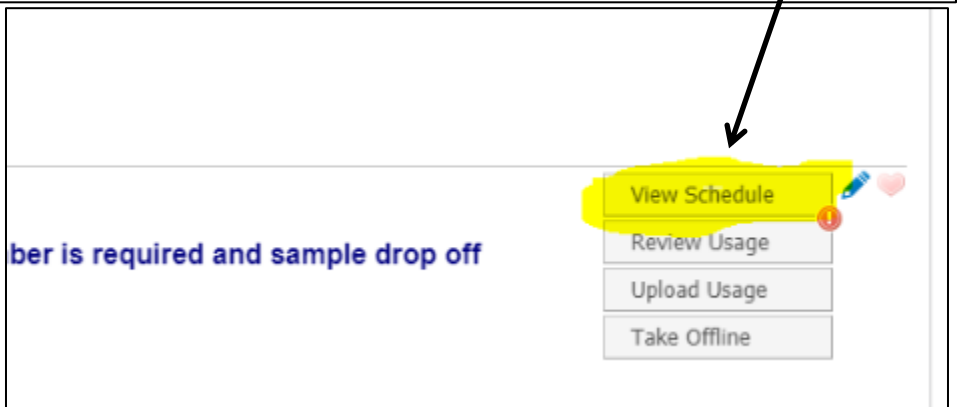 View Schedule
Review Usage
ber is required and sample drop off
Upload Usage
Take Offline